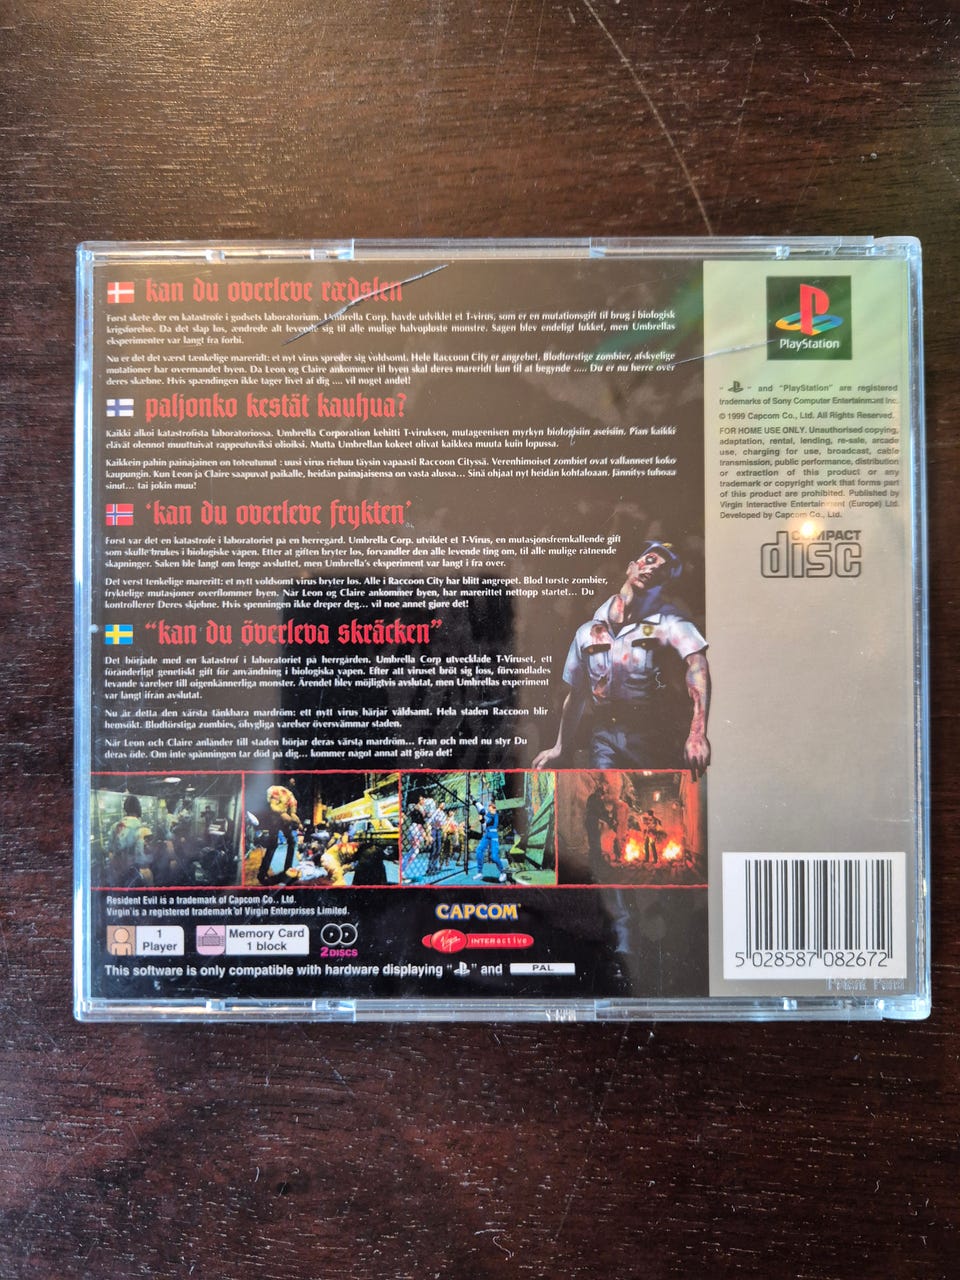 kan du overleve rædslen
Først skete der en katastrofe i godsets laboratorium. Umbrella Corp. havde udviklet et T-virus, som er en mutationsgift til brug i biologisk
krigsførelse. Da det slap løs, ændrede alt levende sig til alle mulige halvopløste monstre. Sagen blev endeligt lukket, men Umbrellas
eksperimenter var langt fra forbi.
Nu er det det værst tænkelige mareridt: et nyt virus spreder sig voldsomt. Hele Raccoon City er angrebet. Blodtørstige zombier, afskyelige
mutationer har overmandet byen. Da Leon og Claire ankommer til byen skal deres mareridt kun til at begynde ..... Du er nu herre over
deres skæbne. Hvis spændingen ikke tager livet af dig .... vil noget andet!
paljonko kestät kauhua?
Kaikki alkoi katastrofista laboratoriossa. Umbrella Corporation kehitti T-viruksen, mutageenisen myrkyn biologisiin aseisiin. Pian kaikki
elävät olennot muuttuivat rappeutuviksi olioiksi. Mutta Umbrellan kokeet olivat kaikkea muuta kuin lopussa.
Kaikkein pahin painajainen on toteutunut : uusi virus riehuu täysin vapaasti Raccoon Cityssä. Verenhimoiset zombiet ovat vallanneet koko
kaupungin. Kun Leon ja Claire saapuvat paikalle, heidän painajaisensa on vasta alussa... Sinä ohjaat nyt heidän kohtaloaan. Jännitys tuhoaa
sinut... tai jokin muu!
'kan du overleve frykten'
Først var det en katastrofe i laboratoriet på en herregård. Umbrella Corp. utviklet et T-Virus, en mutasjonsfremkallende gift
som skulle brukes i biologiske våpen. Etter at giften bryter løs, forvandler den alle levende ting om, til alle mulige råtnende
skapninger. Saken ble langt om lenge avsluttet, men Umbrella's eksperiment var langt i fra over.
Det verst tenkelige mareritt: et nytt voldsomt virus bryter løs. Alle i Raccoon City har blitt angrepet. Blod tørste zombier,
fryktelige mutasjoner overflommer byen. Når Leon og Claire ankommer byen, har marerittet nettopp startet... Du
kontrollerer Deres skjebne. Hvis spenningen ikke dreper deg... vil noe annet gjøre det!
"kan du överleva skräcken"
Det började med en katastrof i laboratoriet på herrgården. Umbrella Corp utvecklade T-Viruset, ett
föränderligt genetiskt gift för användning i biologiska vapen. Efter att viruset bröt sig loss, förvandlades
levande varelser till oigenkännerliga monster. Ärendet blev möjligtvis avslutat, men Umbrellas experiment
var langt ifrån avslutat.
Nu är detta den värsta tänkbara mardröm: ett nytt virus härjar våldsamt. Hela staden Raccoon blir
hemsökt. Blodtörstiga zombies, ohygliga varelser översvämmar staden.
När Leon och Claire anländer till staden börjar deras värsta mardröm... Från och med nu styr Du
deras öde. Om inte spänningen tar död på dig... kommer något annat att göra det!
Resident Evil is a trademark of Capcom Co., Ltd.
Virgin is a registered trademark of Virgin Enterprises Limited.
CAPCOM
Virgin INTERactive
1
Player
Memory Card
1 block
2 DISCS
This software is only compatible with hardware displaying " " and PAL
PlayStation
" " and "PlayStation" are registered
trademarks of Sony Computer Entertainment Inc.
© 1999 Capcom Co., Ltd. All Rights Reserved.
FOR HOME USE ONLY. Unauthorised copying,
adaptation, rental, lending, re-sale, arcade
use, charging for use, broadcast, cable
transmission, public performance, distribution
or extraction of this product or any
trademark or copyright work that forms part
of this product are prohibited. Published by
Virgin Interactive Entertainment (Europe) Ltd.
Developed by Capcom Co., Ltd.
COMPACT
disc
5 028587 082672